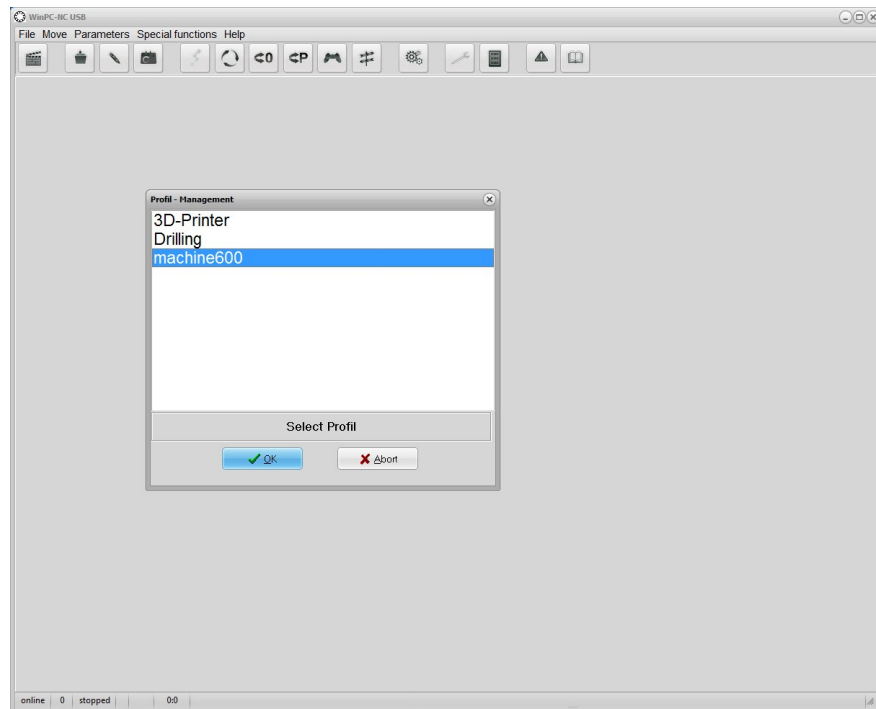 WinPC-NC USB
File Move Parameters Special functions Help
0 P
Profil - Management
3D-Printer
Drilling
machine600
Select Profil
OK Abort
online 0 stopped 0:0